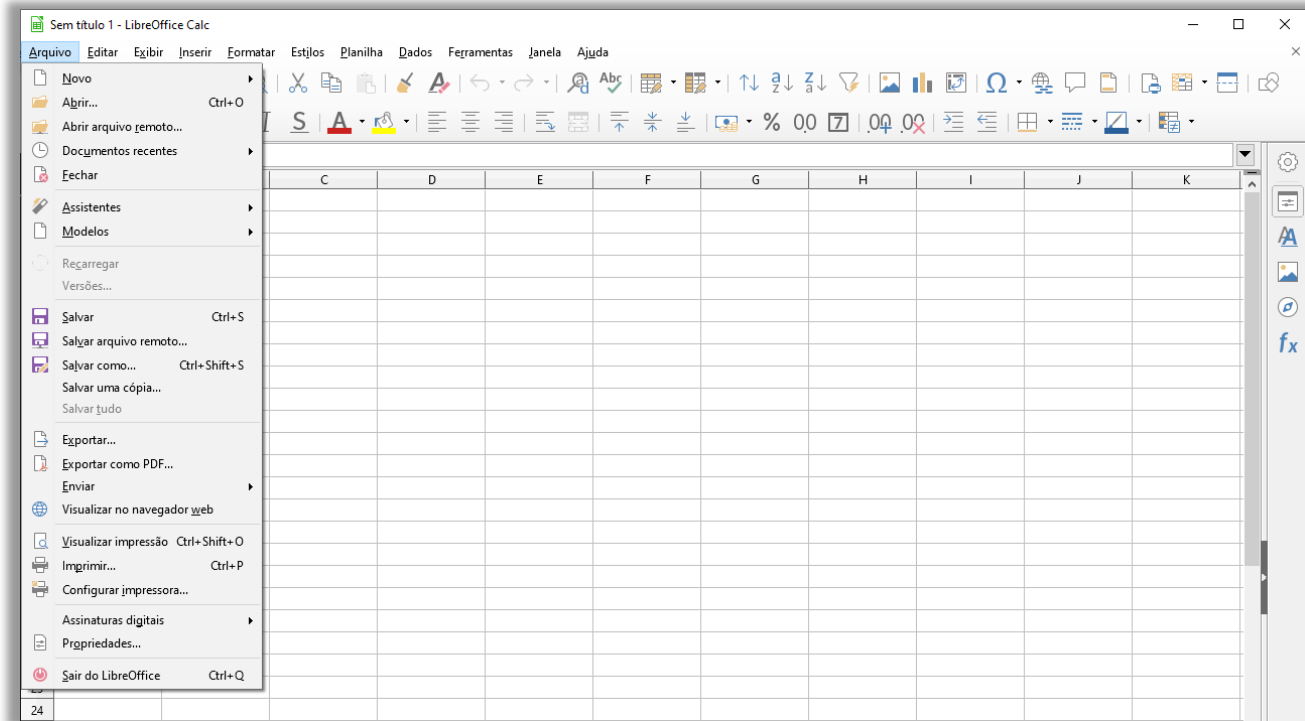 Sem título 1 - LibreOffice Calc
Arquivo Editar Exibir Inserir Formatar Estilos Planilha Dados Ferramentas Janela Ajuda
Novo
Abrir... Ctrl+O
Abrir arquivo remoto...
Documentos recentes
Fechar
Assistentes
Modelos
Recarregar
Versões...
Salvar Ctrl+S
Salvar arquivo remoto...
Salvar como... Ctrl+Shift+S
Salvar uma cópia...
Salvar tudo
Exportar...
Exportar como PDF...
Enviar
Visualizar no navegador web
Visualizar impressão Ctrl+Shift+O
Imprimir... Ctrl+P
Configurar impressora...
Assinaturas digitais
Propriedades...
Sair do LibreOffice Ctrl+Q
C D E F G H I J K
24